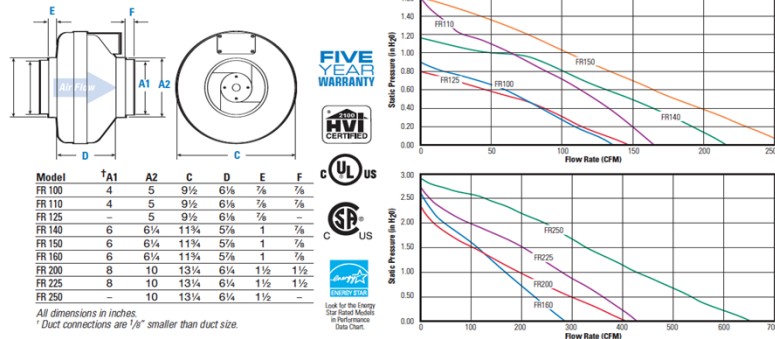 E
F
Air Flow
A1
A2
D
C
FIVE
YEAR
WARRANTY
2100
HVI
CERTIFIED
C UL US
SA
C US
energy
ENERGY STAR
Look for the Energy
Star Rated Models
in Performance
Data Chart.
Model †A1 A2 C D E F
FR 100 4 5 9½ 6⅛ ⅞ ⅞
FR 110 4 5 9½ 6⅛ ⅞ ⅞
FR 125 – 5 9½ 6⅛ ⅞ –
FR 140 6 6¼ 11¾ 5⅞ 1 ⅞
FR 150 6 6¼ 11¾ 5⅞ 1 ⅞
FR 160 6 6¼ 11¾ 5⅞ 1 ⅞
FR 200 8 10 13¼ 6¼ 1½ 1½
FR 225 8 10 13¼ 6¼ 1½ 1½
FR 250 – 10 13¼ 6¼ 1½ –
All dimensions in inches.
† Duct connections are ⅛" smaller than duct size.
Static Pressure (in H20)
1.40
1.20
1.00
0.80
0.60
0.40
0.20
0.00
FR110
FR150
FR125
FR100
FR140
0 50 100 150 200 250
Flow Rate (CFM)
Static Pressure (in H20)
3.00
2.50
2.00
1.50
1.00
0.50
0.00
FR250
FR225
FR200
FR160
0 100 200 300 400 500 600 700
Flow Rate (CFM)